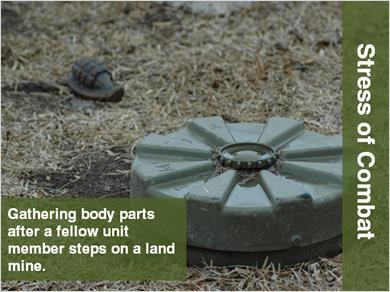 Stress of Combat
Gathering body parts
after a fellow unit
member steps on a land
mine.